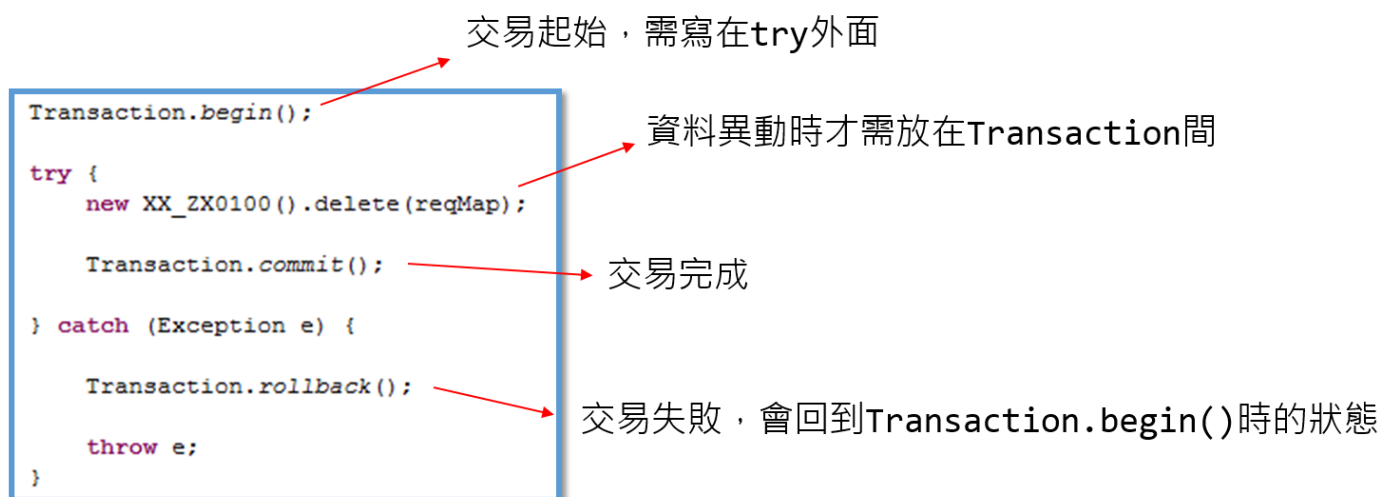 交易起始，需寫在try外面
Transaction.begin();
資料異動時才需放在Transaction間
try {
new XX_ZX0100().delete(reqMap);
Transaction.commit();
交易完成
} catch (Exception e) {
Transaction.rollback();
交易失敗，會回到Transaction.begin()時的狀態
throw e;
}